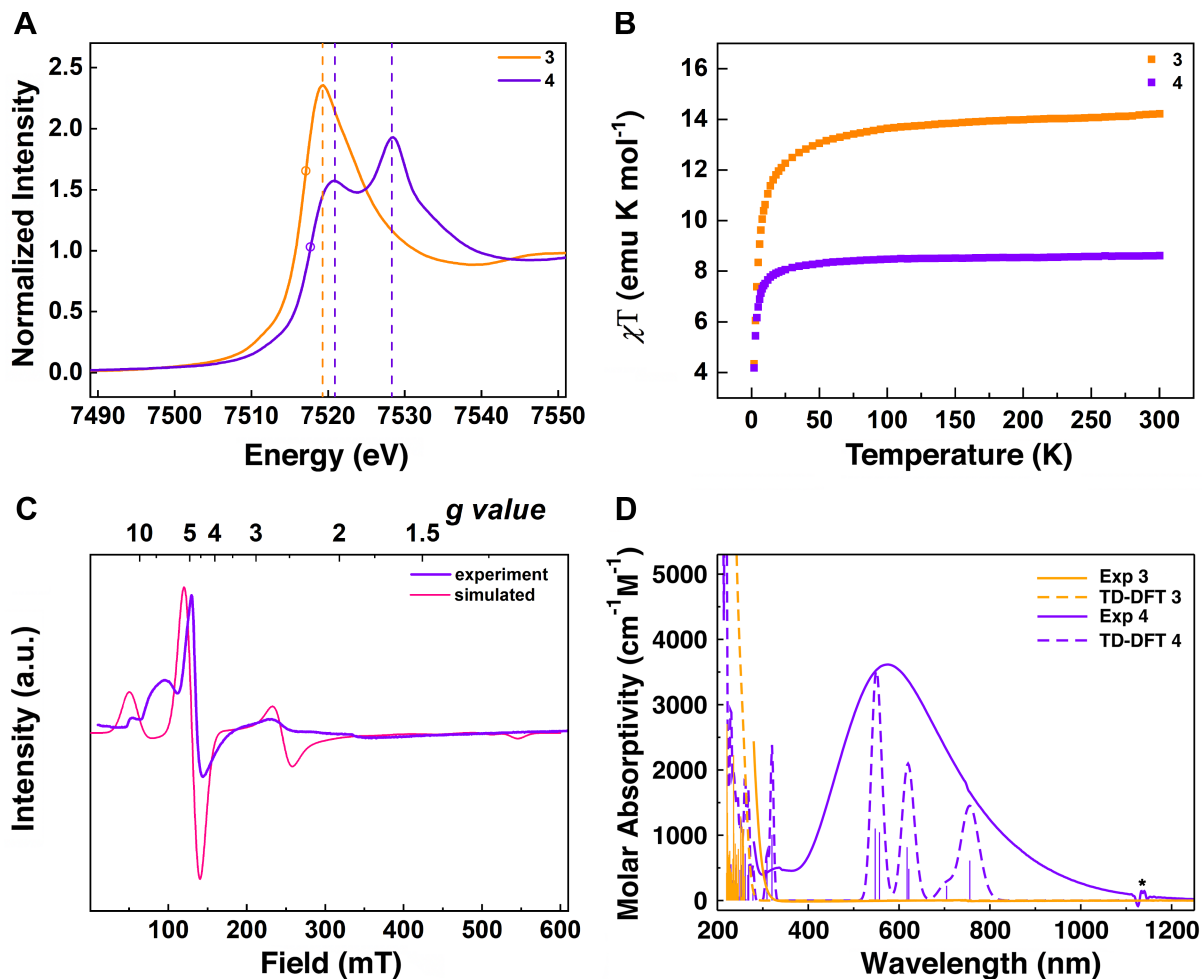 A
Normalized Intensity
2.5
2.0
1.5
1.0
0.5
0.0
3
4
7490 7500 7510 7520 7530 7540 7550
Energy (eV)
B
χT (emu K mol⁻¹)
16
14
12
10
8
6
4
3
4
0 50 100 150 200 250 300
Temperature (K)
C
g value
10 5 4 3 2 1.5
Intensity (a.u.)
experiment
simulated
0 100 200 300 400 500 600
Field (mT)
D
Molar Absorptivity (cm⁻¹M⁻¹)
5000
4000
3000
2000
1000
0
Exp 3
TD-DFT 3
Exp 4
TD-DFT 4
*
200 400 600 800 1000 1200
Wavelength (nm)